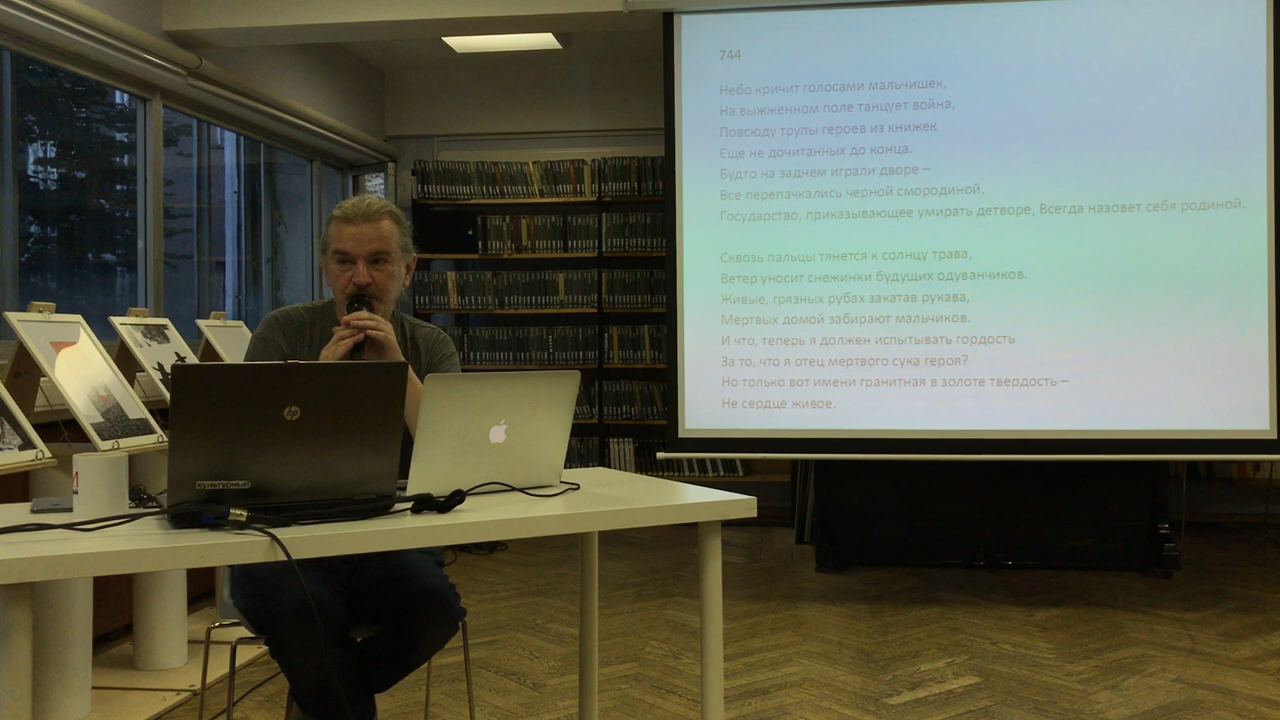 744
Небо кричит голосами мальчишек,
На выжженном поле танцует война,
Повсюду трупы героев из книжек
Еще не дочитанных до конца.
Будто на заднем играли дворе –
Все перепачкались черной смородиной.
Государство, приказывающее умирать детворе, Всегда назовет себя родиной.
Сквозь пальцы тянется к солнцу трава,
Ветер уносит снежинки будущих одуванчиков.
Живые, грязных рубах закатав рукава,
Мертвых домой забирают мальчиков.
И что, теперь я должен испытывать гордость
За то, что я отец мертвого сука героя?
Но только вот имени гранитная в золоте твердость –
Не сердце живое.
hp
культурный